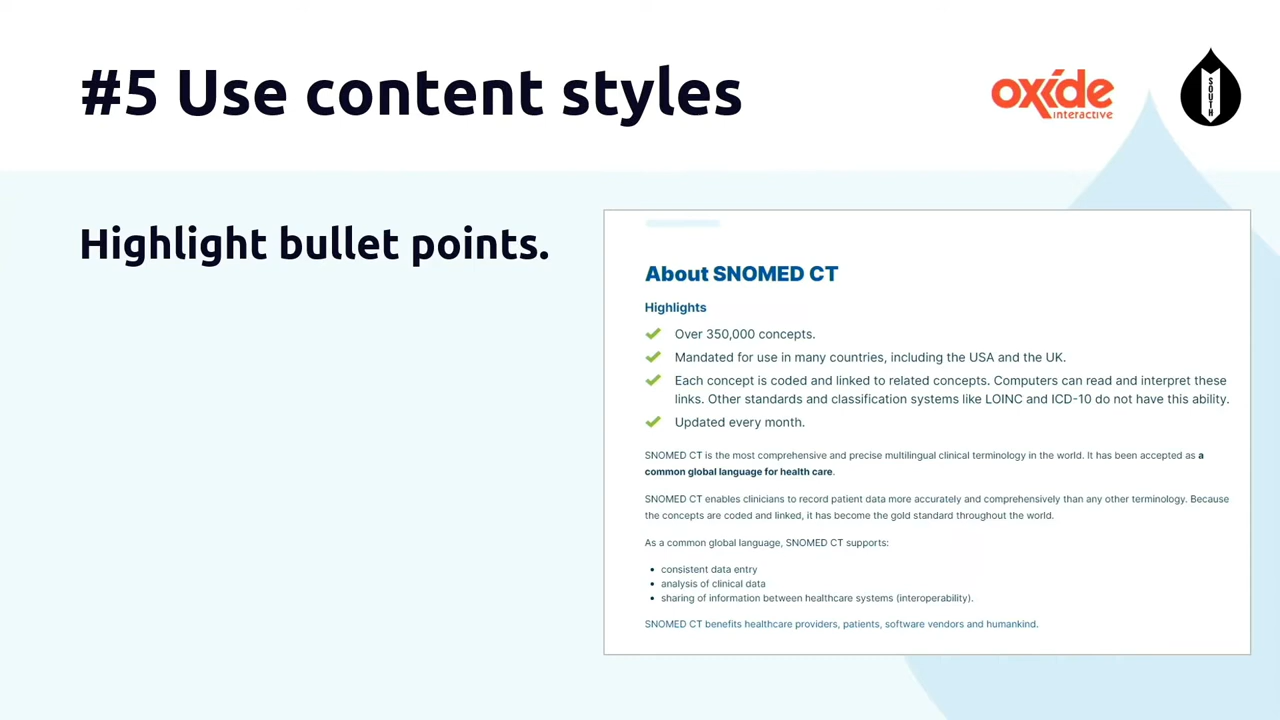 #5 Use content styles
oxide
interactive
SOUTH
Highlight bullet points.
About SNOMED CT
Highlights
Over 350,000 concepts.
Mandated for use in many countries, including the USA and the UK.
Each concept is coded and linked to related concepts. Computers can read and interpret these
links. Other standards and classification systems like LOINC and ICD-10 do not have this ability.
Updated every month.
SNOMED CT is the most comprehensive and precise multilingual clinical terminology in the world. It has been accepted as a
common global language for health care.
SNOMED CT enables clinicians to record patient data more accurately and comprehensively than any other terminology. Because
the concepts are coded and linked, it has become the gold standard throughout the world.
As a common global language, SNOMED CT supports:
• consistent data entry
• analysis of clinical data
• sharing of information between healthcare systems (interoperability).
SNOMED CT benefits healthcare providers, patients, software vendors and humankind.